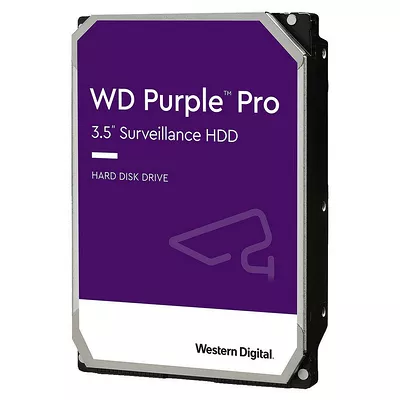 WD Purple™ Pro
3.5" Surveillance HDD
HARD DISK DRIVE
Western Digital.